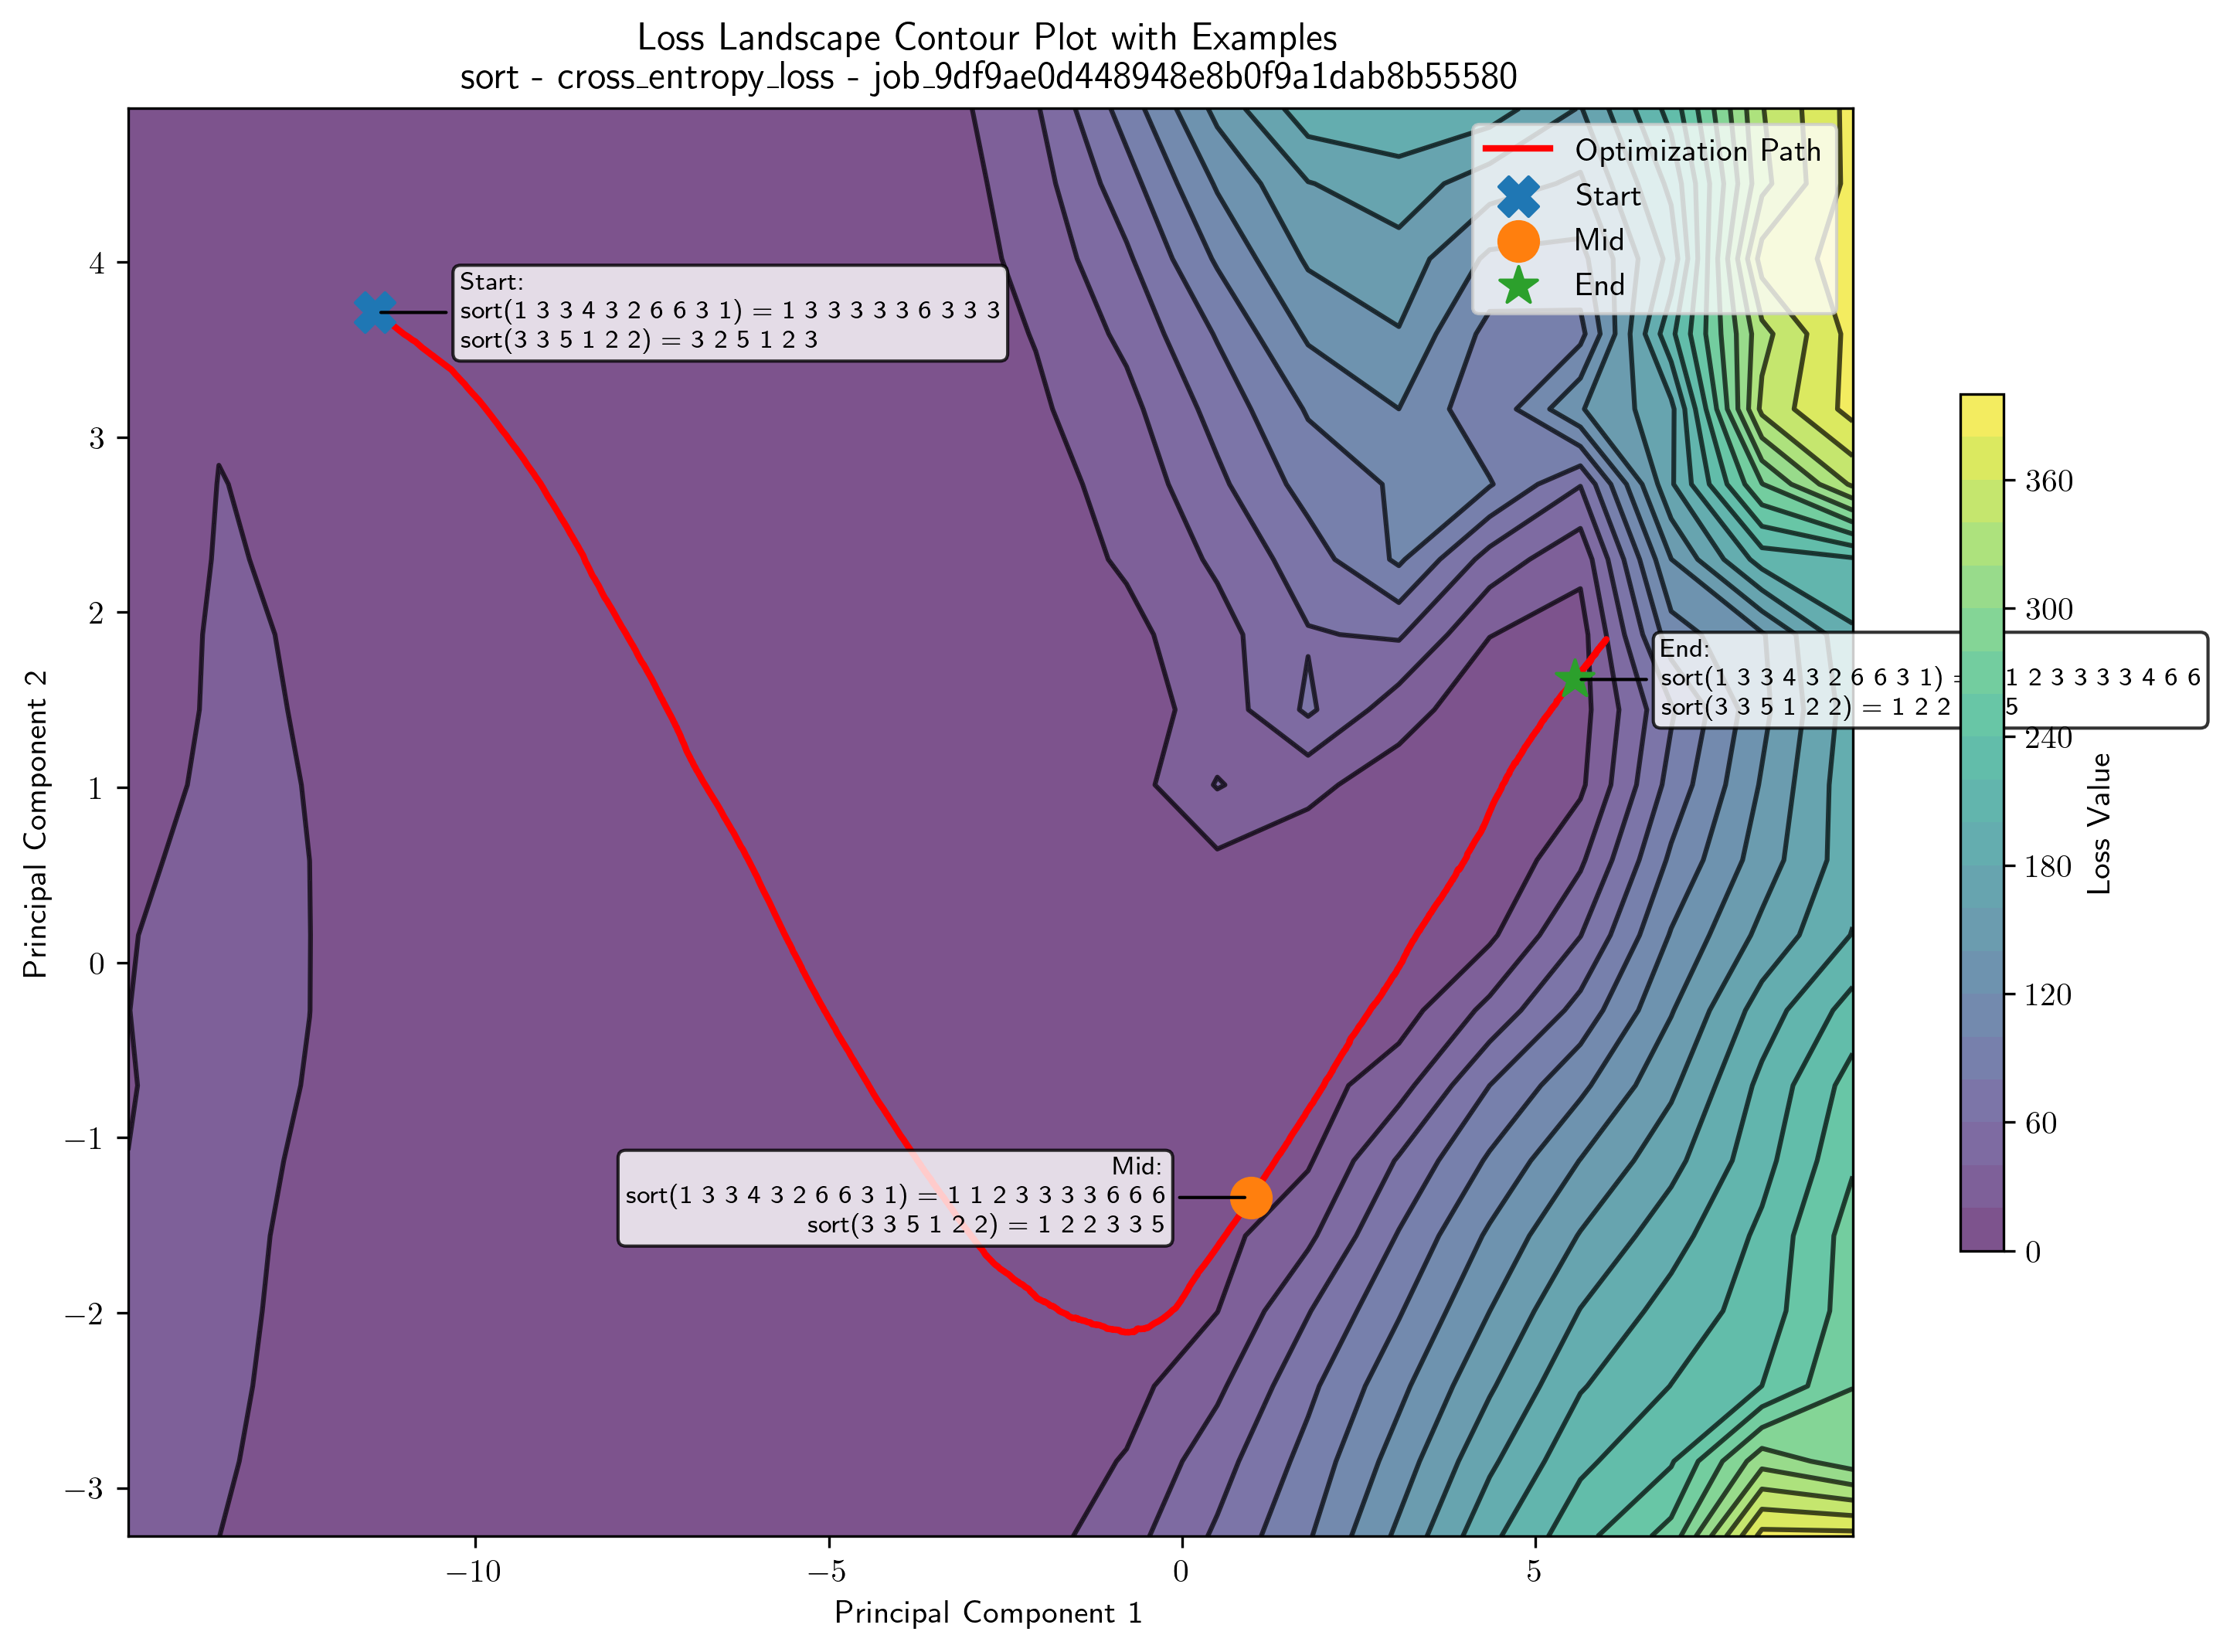 Loss Landscape Contour Plot with Examples
sort - cross_entropy_loss - job_9df9ae0d448948e8b0f9a1dab8b55580
Optimization Path
Start
Mid
End
Start:
sort(1 3 3 4 3 2 6 6 3 1) = 1 3 3 3 3 3 6 3 3 3
sort(3 3 5 1 2 2) = 3 2 5 1 2 3
End:
sort(1 3 3 4 3 2 6 6 3 1) = 1 2 3 3 3 3 4 6 6
sort(3 3 5 1 2 2) = 1 2 2 5
Mid:
sort(1 3 3 4 3 2 6 6 3 1) = 1 1 2 3 3 3 3 6 6 6
sort(3 3 5 1 2 2) = 1 2 2 3 3 5
4
3
2
1
0
−1
−2
−3
Principal Component 2
−10
−5
0
5
Principal Component 1
360
300
240
180
120
60
0
Loss Value